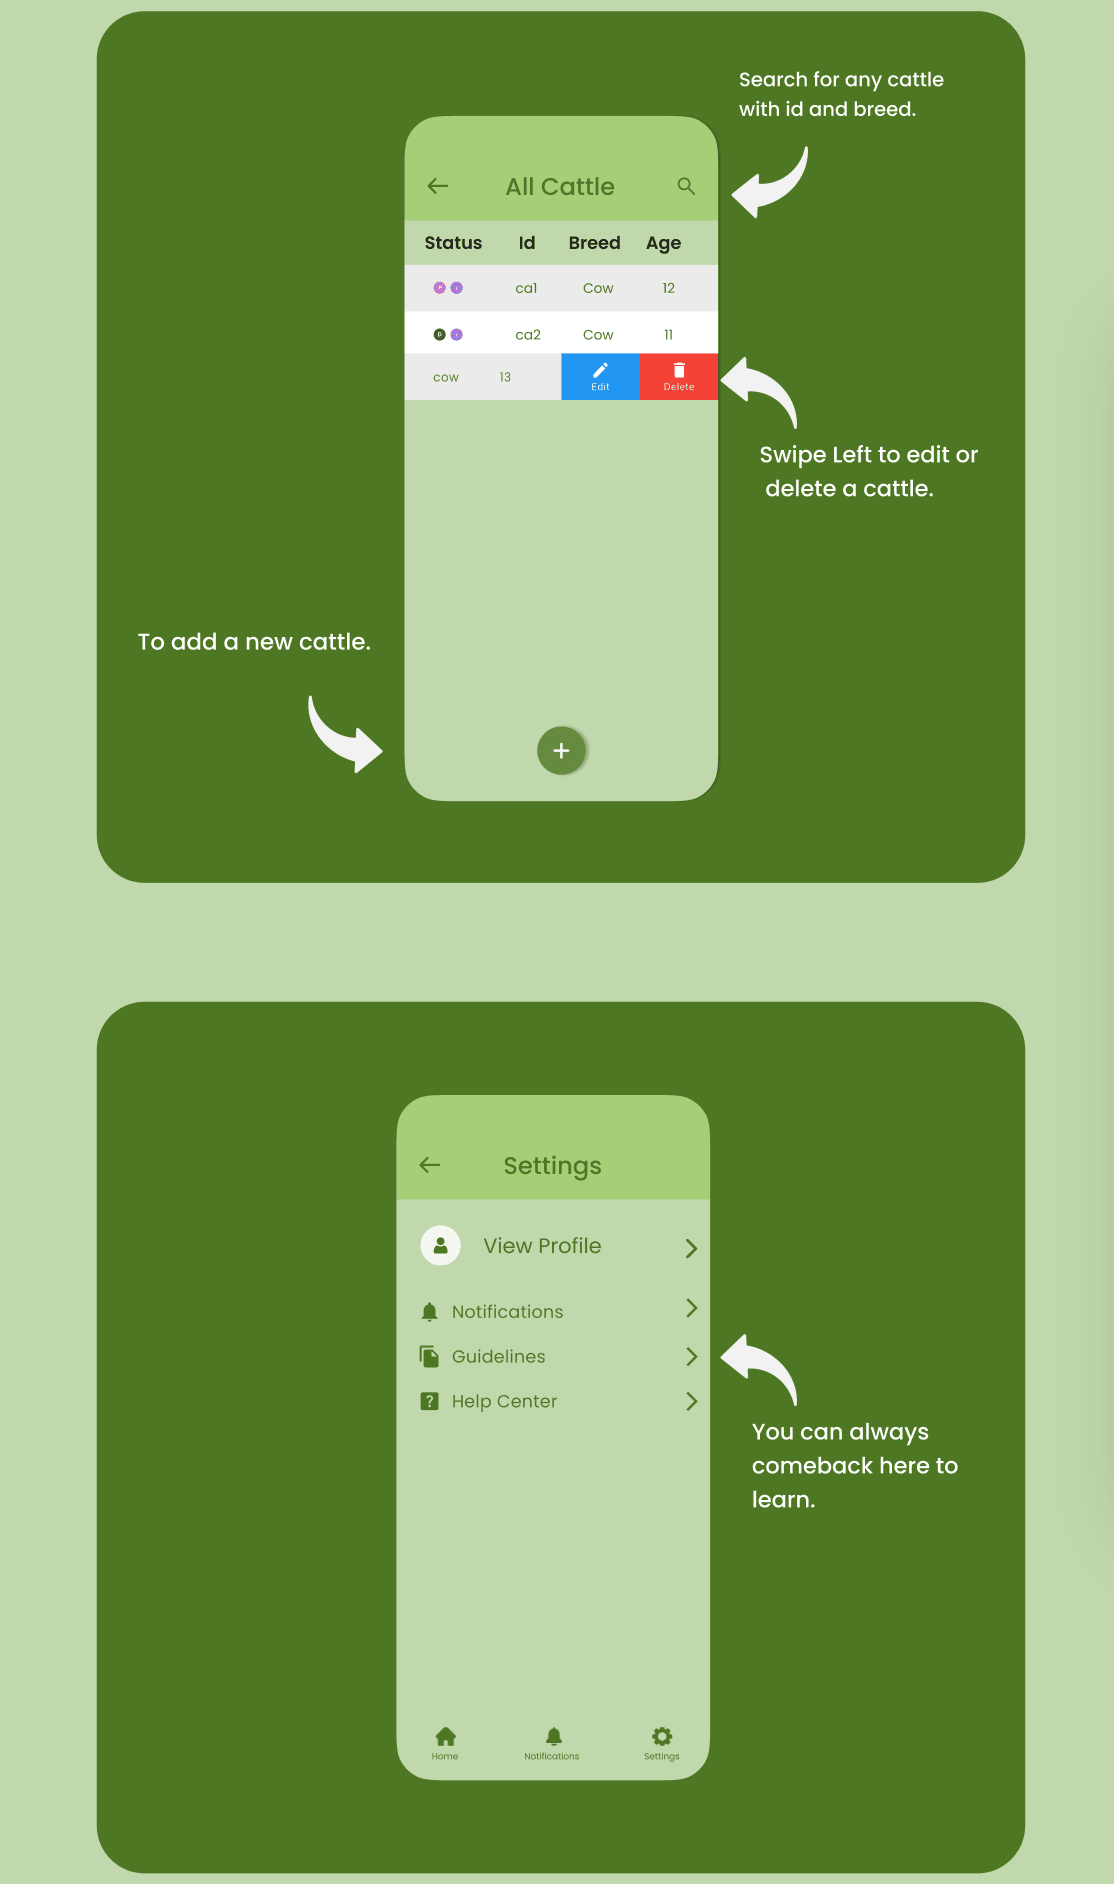 Search for any cattle
with id and breed.
All Cattle
Status Id Breed Age
ca1 Cow 12
D ca2 Cow 11
cow 13 Edit Delete
Swipe Left to edit or
delete a cattle.
To add a new cattle.
+
Settings
View Profile
Notifications
Guidelines
? Help Center
You can always
comeback here to
learn.
Home Notifications Settings